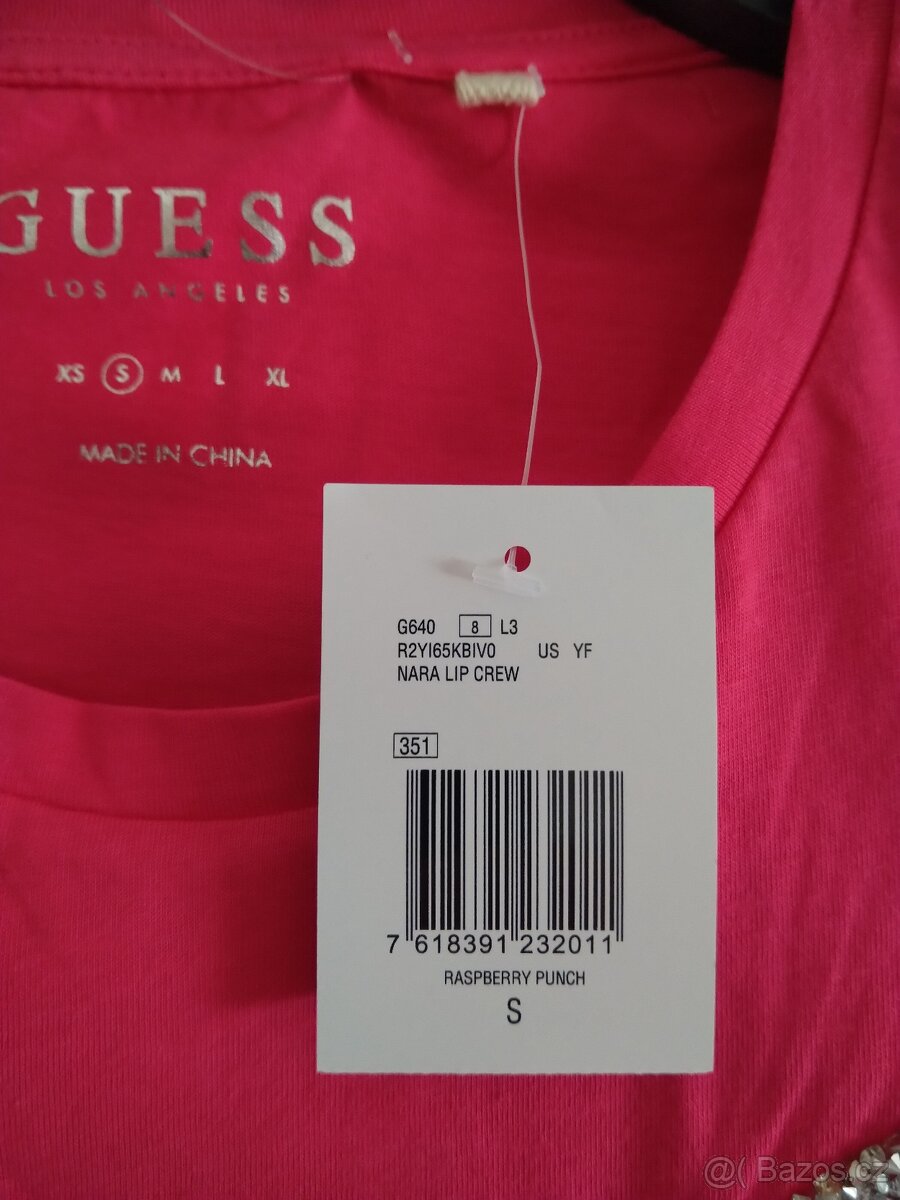 GUESS
LOS ANGELES
XS S M L XL
MADE IN CHINA
G640 8 L3
R2YI65KBIV0 US YF
NARA LIP CREW
351
7 618391 232011
RASPBERRY PUNCH
S
@( Bazos.cz